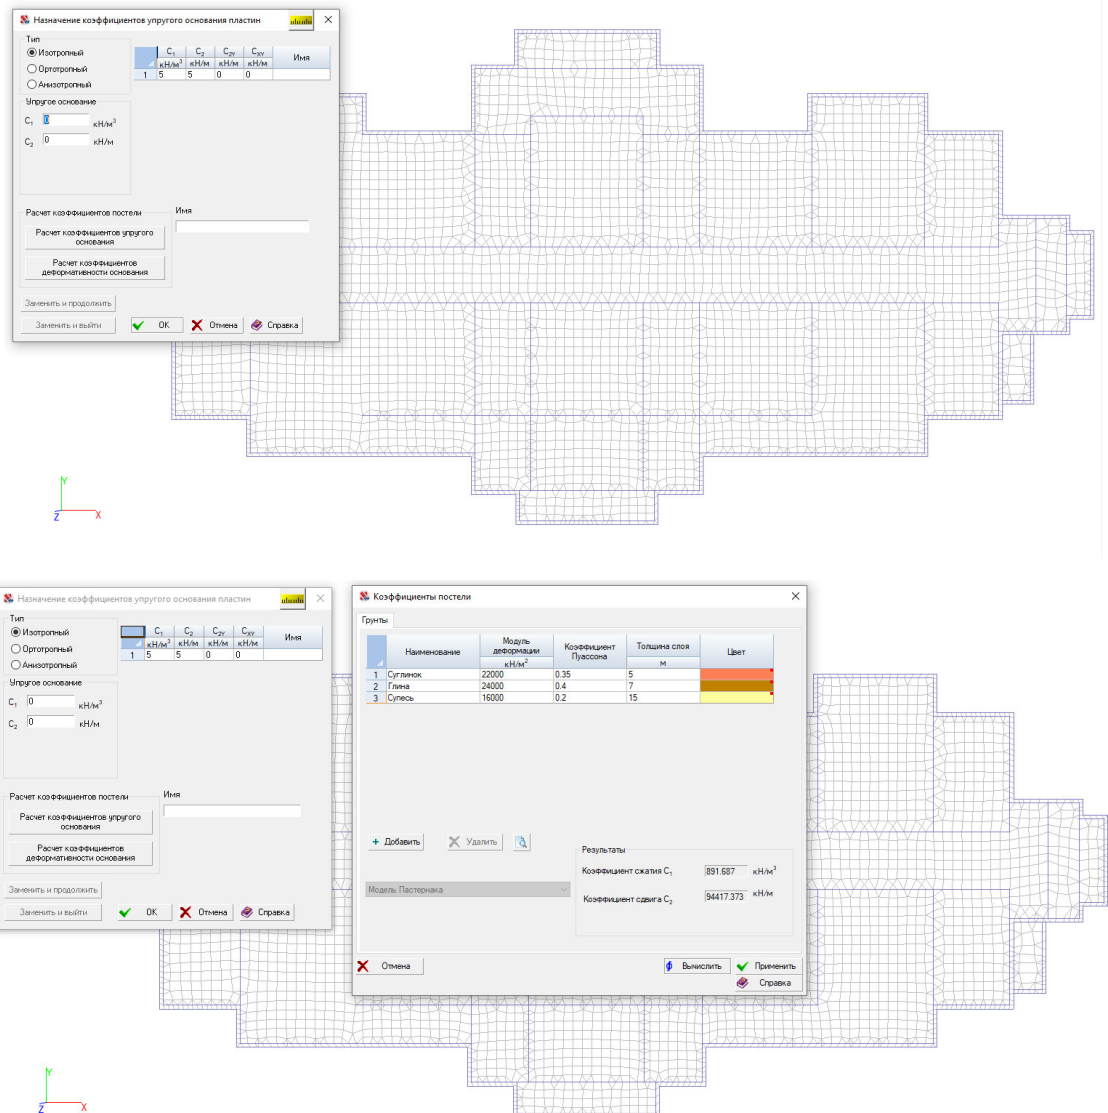 Назначение коэффициентов упругого основания пластин
Тип
Изотропный
Ортотропный
Анизотропный
C₁ C₂ C₂Y CXY Имя
кН/м³ кН/м кН/м кН/м
1 5 5 0 0
Упругое основание
C₁ 0 кН/м³
C₂ 0 кН/м
Расчет коэффициентов постели
Имя
Расчет коэффициентов упругого
основания
Расчет коэффициентов
деформативности основания
Заменить и продолжить
Заменить и выйти
OK
Отмена
Справка
Y
Z
X
Назначение коэффициентов упругого основания пластин
Тип
Изотропный
Ортотропный
Анизотропный
C₁ C₂ C₂Y CXY Имя
кН/м³ кН/м кН/м кН/м
1 5 5 0 0
Упругое основание
C₁ 0 кН/м³
C₂ 0 кН/м
Расчет коэффициентов постели
Имя
Расчет коэффициентов упругого
основания
Расчет коэффициентов
деформативности основания
Заменить и продолжить
Заменить и выйти
OK
Отмена
Справка
Коэффициенты постели
Грунты
Наименование
Модуль
деформации
кН/м²
Коэффициент
Пуассона
Толщина слоя
м
Цвет
1 Суглинок 22000 0.35 5
2 Глина 24000 0.4 7
3 Супесь 16000 0.2 15
Добавить
Удалить
Модель Пастернака
Результаты
Коэффициент сжатия C₁ 891.687 кН/м³
Коэффициент сдвига C₂ 94417.373 кН/м
Отмена
Вычислить
Применить
Справка
Y
Z
X